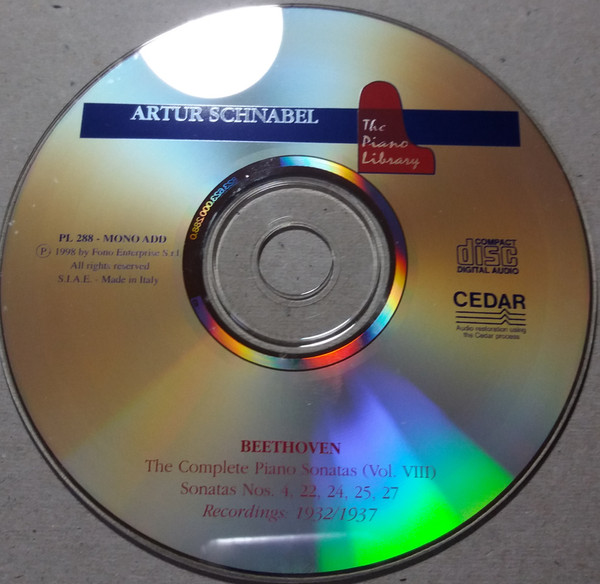 ARTUR SCHNABEL
The
Piano
Library
PL 288 - MONO ADD
Ⓟ 1998 by Fono Enterprise S.r.l.
All rights reserved
S.I.A.E. - Made in Italy
COMPACT
disc
DIGITAL AUDIO
CEDAR
Audio restoration using
the Cedar process
BEETHOVEN
The Complete Piano Sonatas (Vol. VIII)
Sonatas Nos. 4, 22, 24, 25, 27
Recordings: 1932/1937